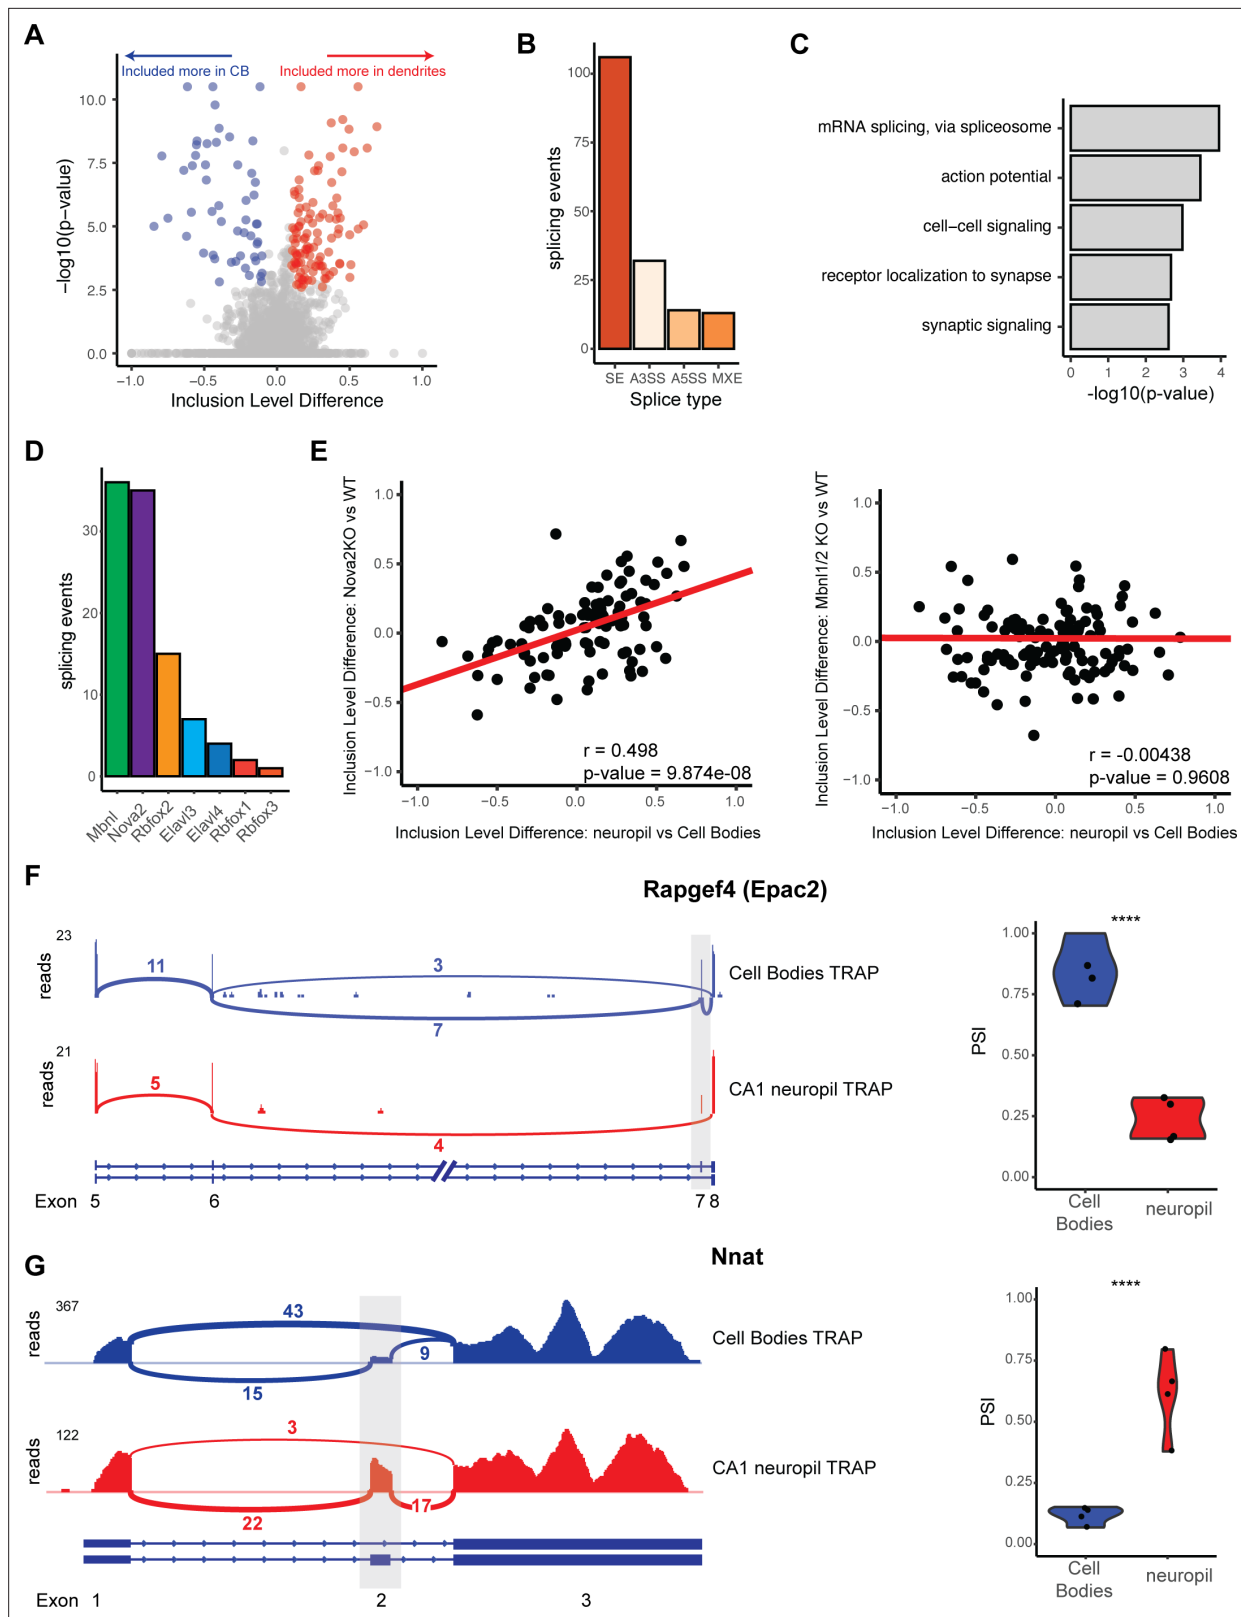 A
Included more in CB
Included more in dendrites
10.0
7.5
5.0
2.5
0.0
−log10(p−value)
−1.0 −0.5 0.0 0.5 1.0
Inclusion Level Difference
B
100
75
50
25
0
splicing events
SE A3SS A5SS MXE
Splice type
C
mRNA splicing, via spliceosome
action potential
cell−cell signaling
receptor localization to synapse
synaptic signaling
0 1 2 3 4
-log10(p−value)
D
30
20
10
0
splicing events
Mbnl
Nova2
Rbfox2
Elavl3
Elavl4
Rbfox1
Rbfox3
E
Inclusion Level Difference: Nova2KO vs WT
1.0
0.5
0.0
−0.5
−1.0
r = 0.498
p-value = 9.874e-08
−1.0 −0.5 0.0 0.5 1.0
Inclusion Level Difference: neuropil vs Cell Bodies
Inclusion Level Difference: Mbnl1/2 KO vs WT
1.0
0.5
0.0
−0.5
−1.0
r = -0.00438
p-value = 0.9608
−1.0 −0.5 0.0 0.5 1.0
Inclusion Level Difference: neuropil vs Cell Bodies
F
Rapgef4 (Epac2)
23
reads
11
3
7
Cell Bodies TRAP
21
reads
5
4
CA1 neuropil TRAP
Exon 5 6 7 8
****
1.00
0.75
0.50
0.25
0.00
PSI
Cell
Bodies
neuropil
G
Nnat
367
reads
43
9
15
Cell Bodies TRAP
122
reads
3
17
22
CA1 neuropil TRAP
Exon 1 2 3
****
1.00
0.75
0.50
0.25
0.00
PSI
Cell
Bodies
neuropil